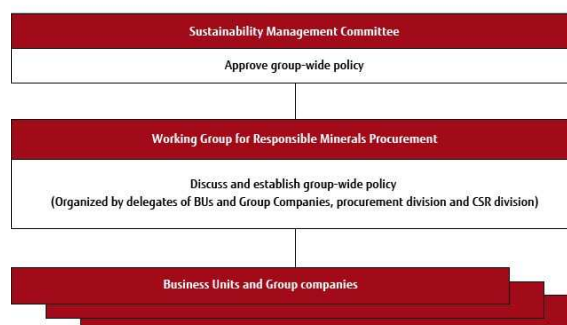 Sustainability Management Committee
Approve group-wide policy
Working Group for Responsible Minerals Procurement
Discuss and establish group-wide policy
(Organized by delegates of BUs and Group Companies, procurement division and CSR division)
Business Units and Group companies